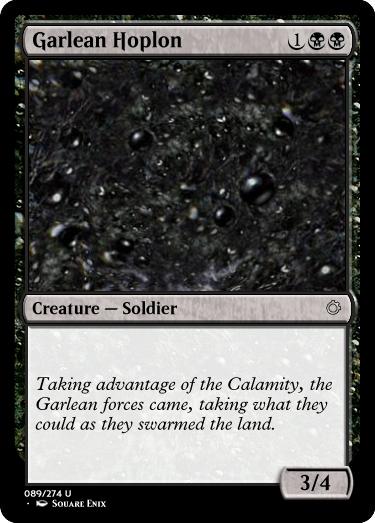 Garlean Hoplon 1
Creature — Soldier
Taking advantage of the Calamity, the
Garlean forces came, taking what they
could as they swarmed the land.
3/4
089/274 U
· Square Enix